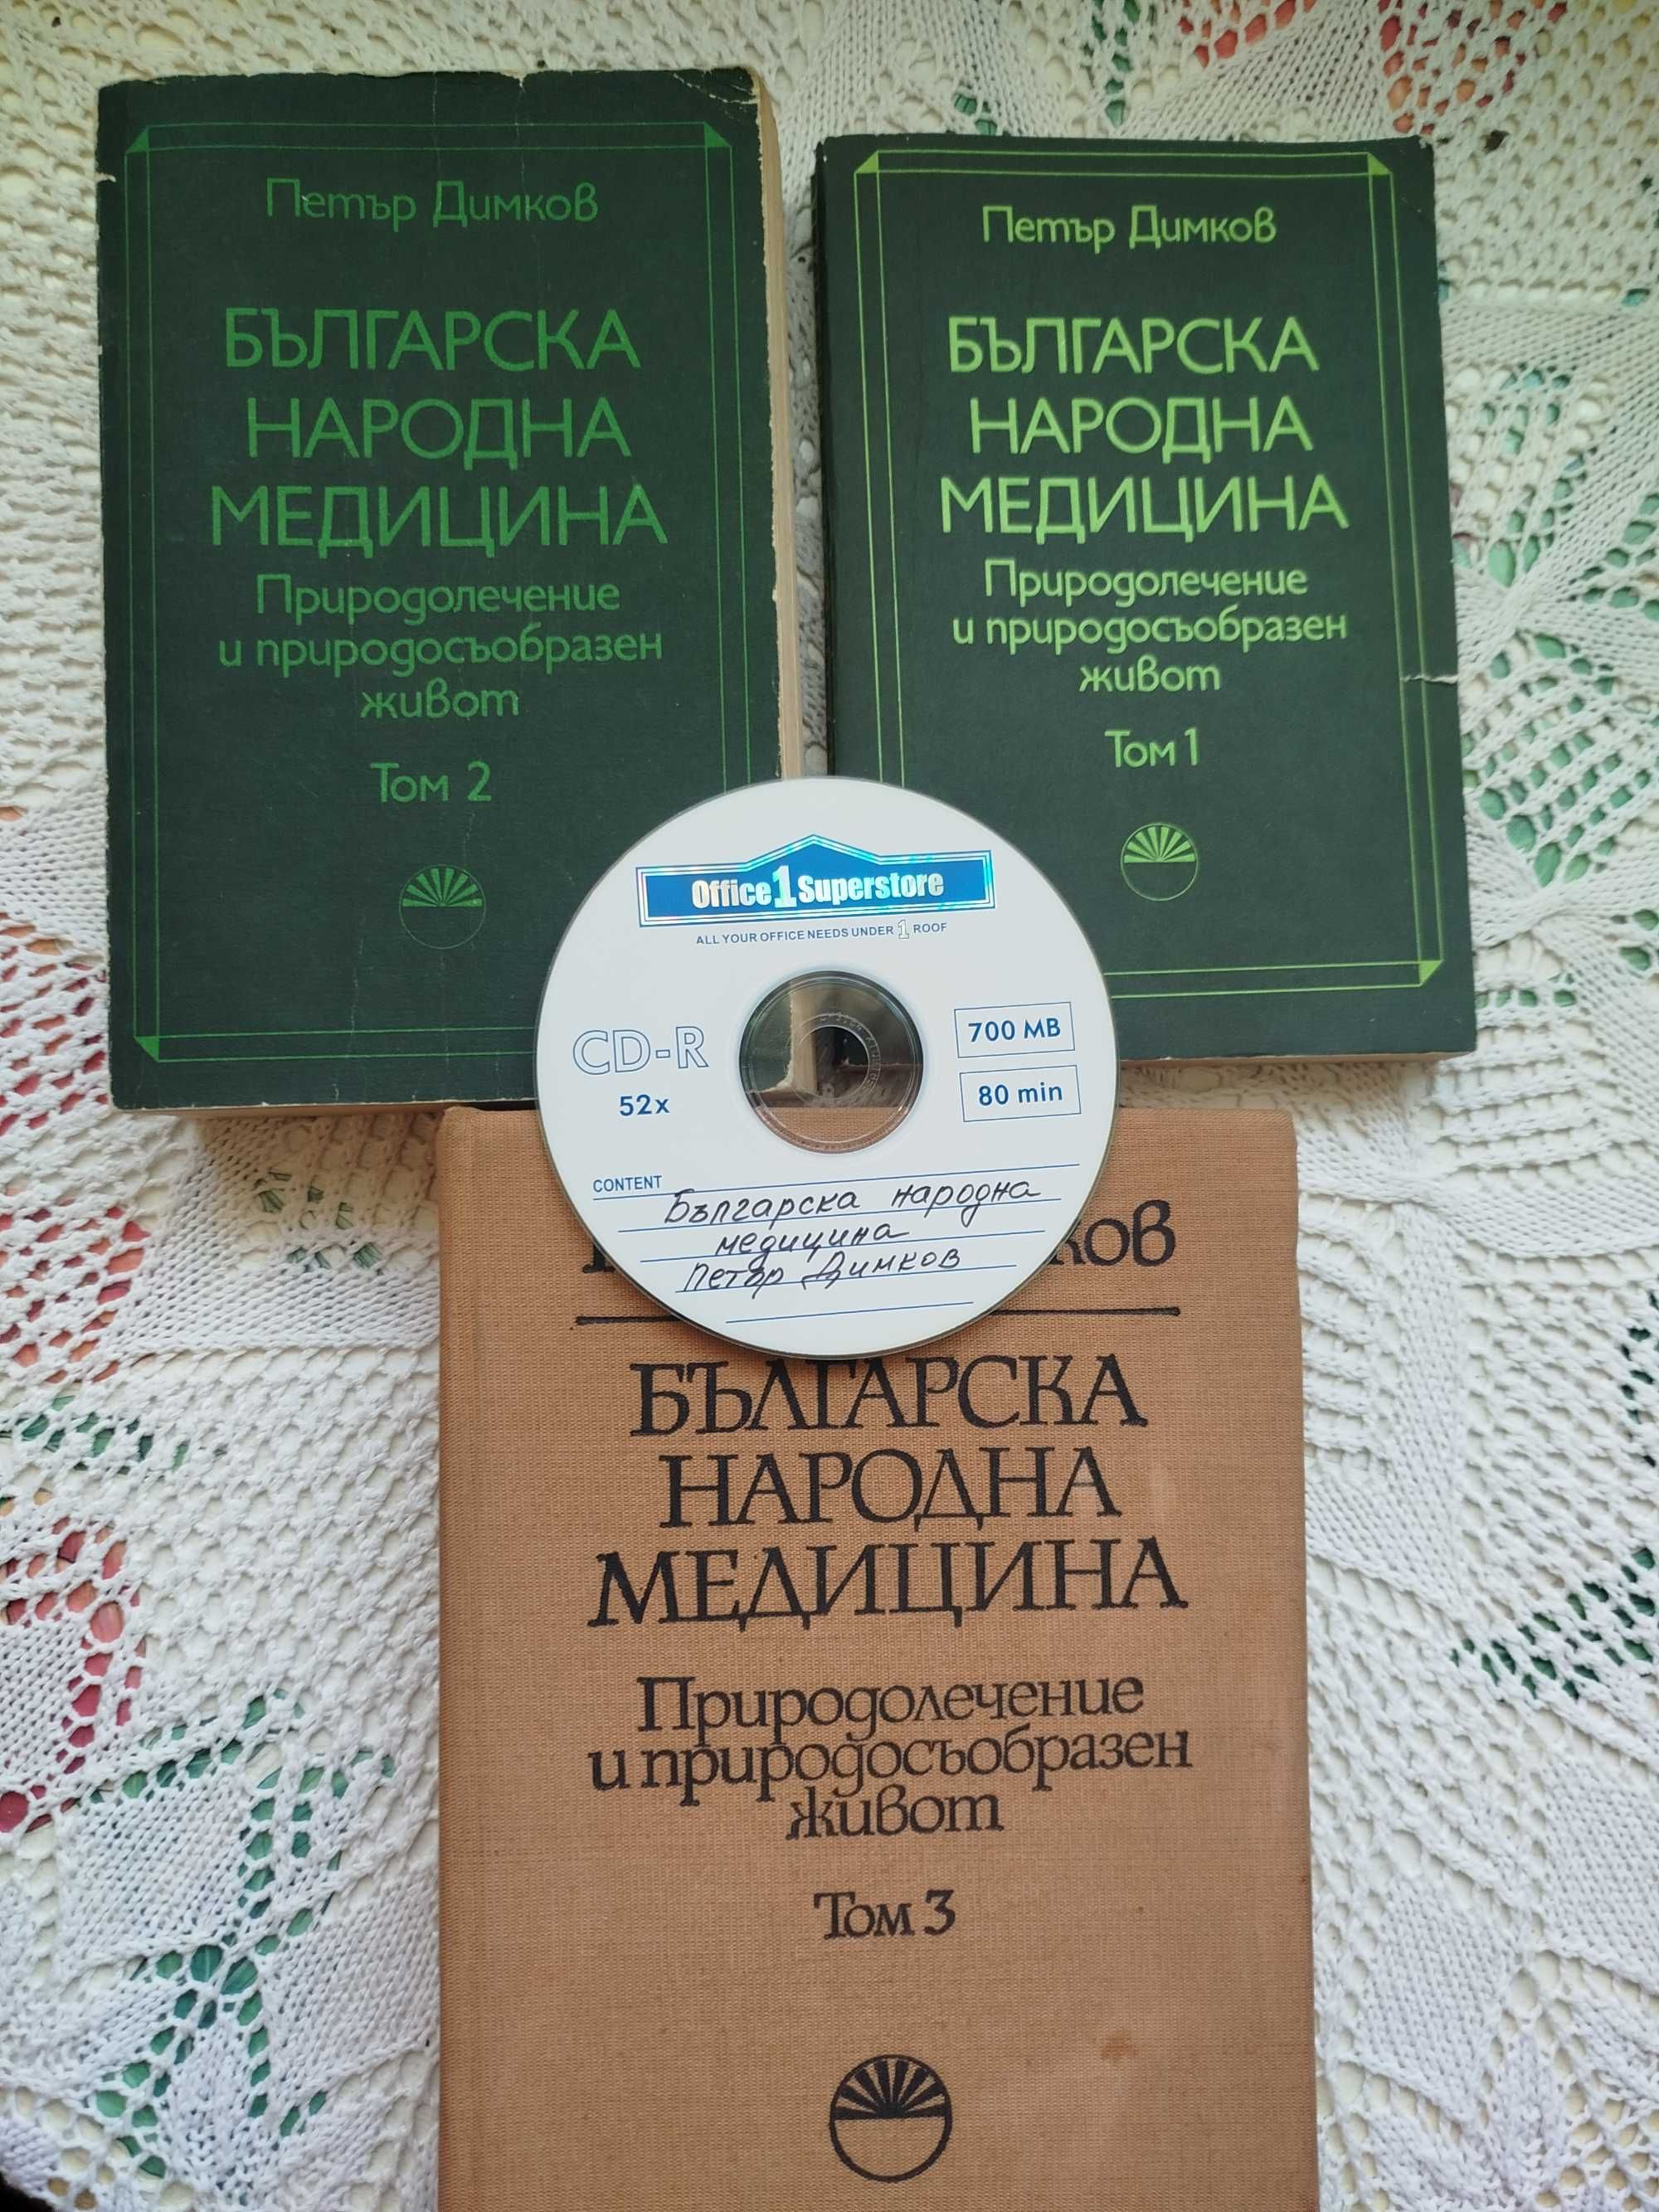 Петър Димков
БЪЛГАРСКА
НАРОДНА
МЕДИЦИНА
Природолечение
и природосъобразен
живот
Том 2
Петър Димков
БЪЛГАРСКА
НАРОДНА
МЕДИЦИНА
Природолечение
и природосъобразен
живот
Том 1
Office 1 Superstore
ALL YOUR OFFICE NEEDS UNDER 1 ROOF
CD-R
52x
700 MB
80 min
CONTENT
Българска народна
медицина
Петър Димков
БЪЛГАРСКА
НАРОДНА
МЕДИЦИНА
Природолечение
и природосъобразен
живот
Том 3